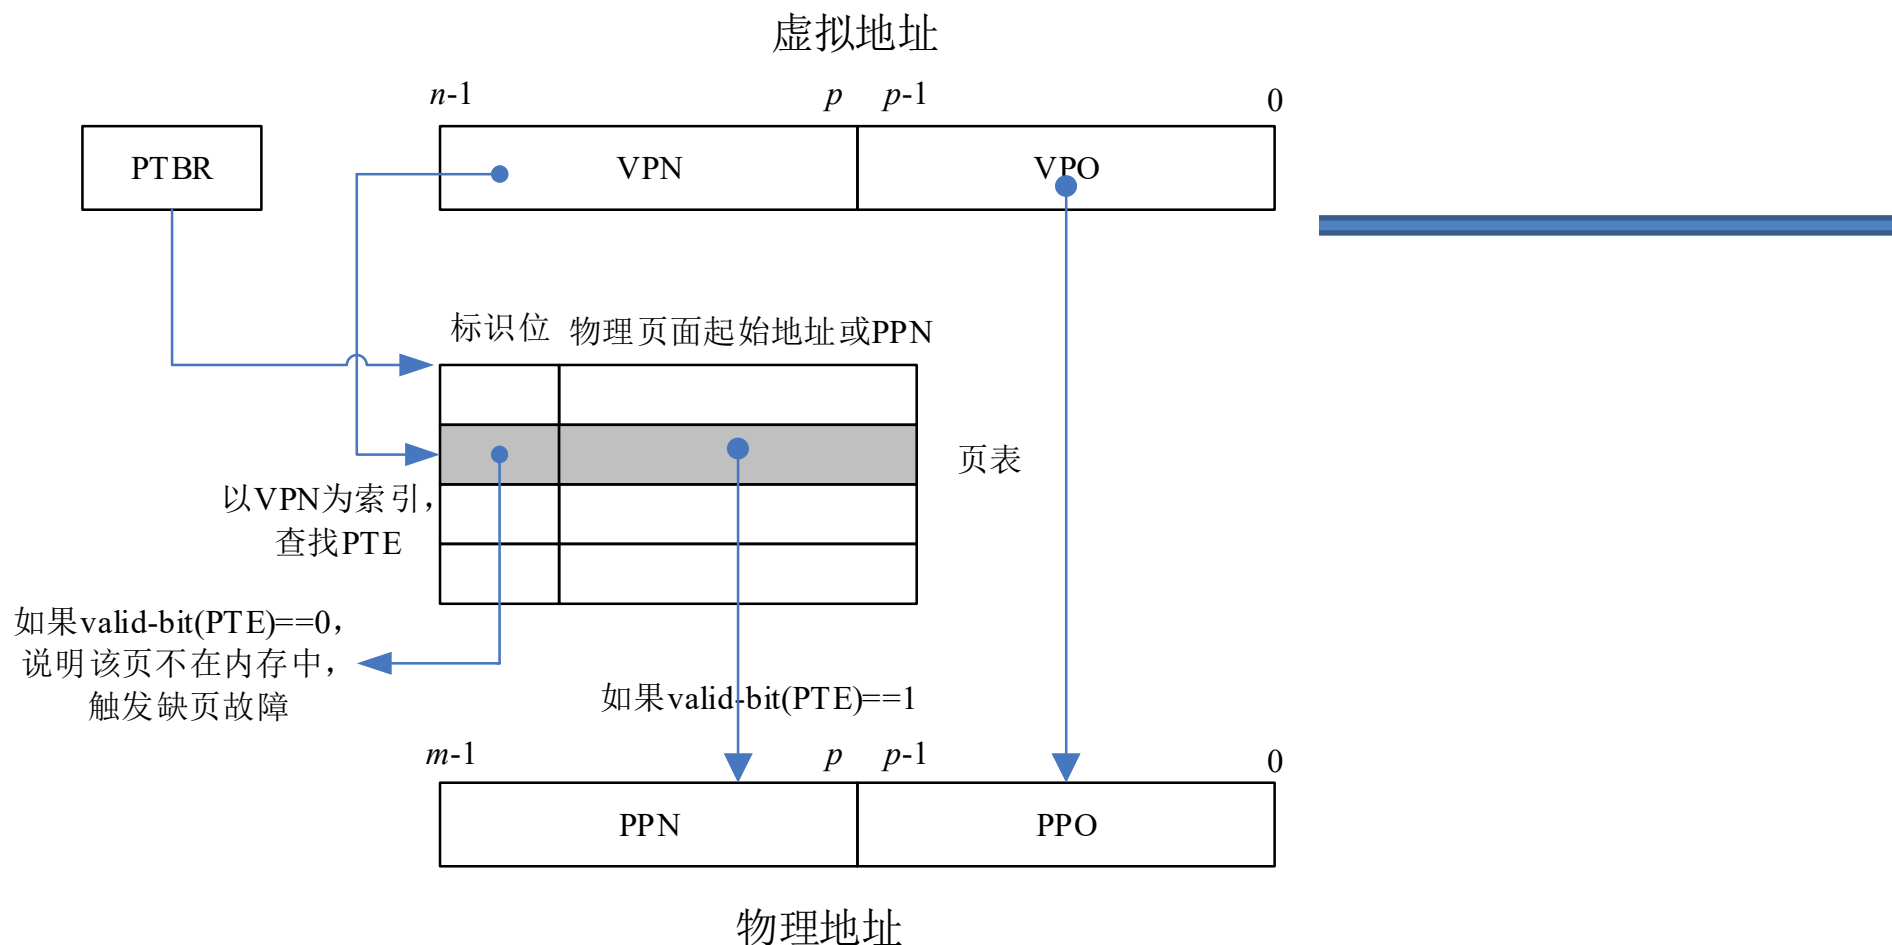 虚拟地址
n-1 p p-1 0
PTBR VPN VPO
标识位 物理页面起始地址或PPN
页表
以VPN为索引，
查找PTE
如果valid-bit(PTE)==0，
说明该页不在内存中，
触发缺页故障
如果valid-bit(PTE)==1
m-1 p p-1 0
PPN PPO
物理地址